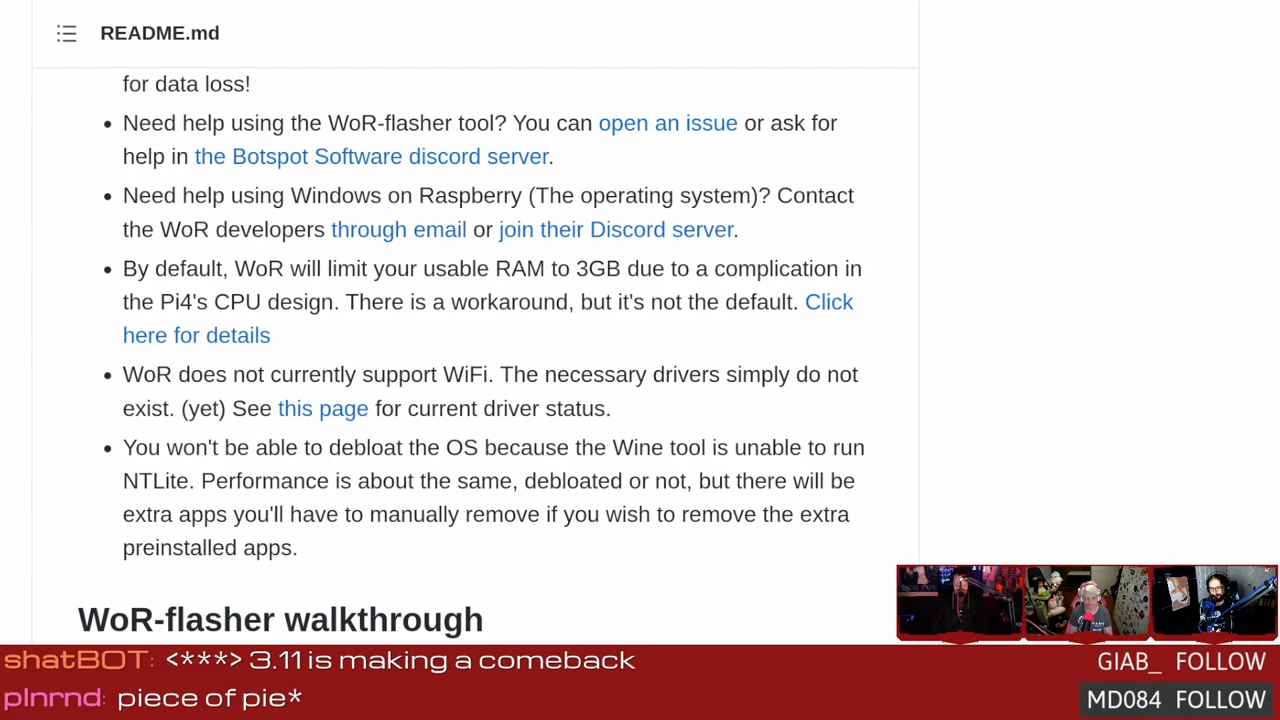 README.md
for data loss!
• Need help using the WoR-flasher tool? You can open an issue or ask for
help in the Botspot Software discord server.
• Need help using Windows on Raspberry (The operating system)? Contact
the WoR developers through email or join their Discord server.
• By default, WoR will limit your usable RAM to 3GB due to a complication in
the Pi4's CPU design. There is a workaround, but it's not the default. Click
here for details
• WoR does not currently support WiFi. The necessary drivers simply do not
exist. (yet) See this page for current driver status.
• You won't be able to debloat the OS because the Wine tool is unable to run
NTLite. Performance is about the same, debloated or not, but there will be
extra apps you'll have to manually remove if you wish to remove the extra
preinstalled apps.
WoR-flasher walkthrough
shatBOT: <***> 3.11 is making a comeback
plnrnd: piece of pie*
GIAB_ FOLLOW
MD084 FOLLOW